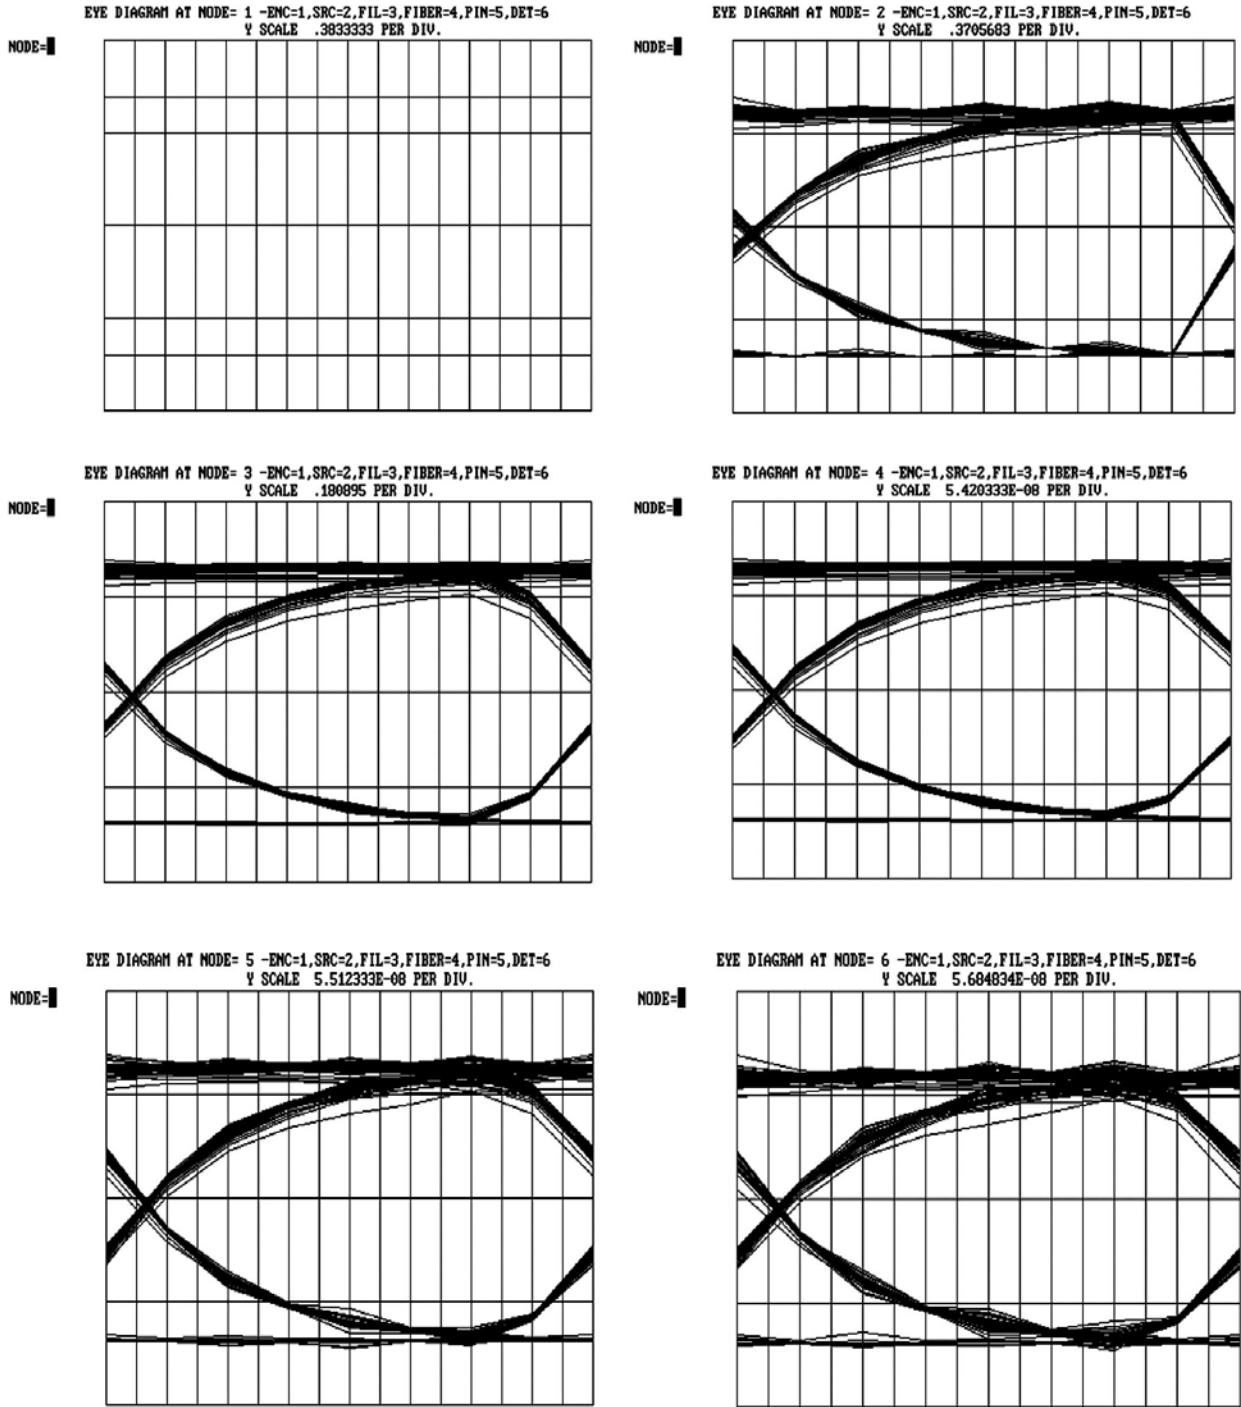 EYE DIAGRAM AT NODE= 1 -ENC=1,SRC=2,FIL=3,FIBER=4,PIN=5,DET=6
Y SCALE .3833333 PER DIV.
NODE=
EYE DIAGRAM AT NODE= 2 -ENC=1,SRC=2,FIL=3,FIBER=4,PIN=5,DET=6
Y SCALE .3705683 PER DIV.
NODE=
EYE DIAGRAM AT NODE= 3 -ENC=1,SRC=2,FIL=3,FIBER=4,PIN=5,DET=6
Y SCALE .180895 PER DIV.
NODE=
EYE DIAGRAM AT NODE= 4 -ENC=1,SRC=2,FIL=3,FIBER=4,PIN=5,DET=6
Y SCALE 5.420333E-08 PER DIV.
NODE=
EYE DIAGRAM AT NODE= 5 -ENC=1,SRC=2,FIL=3,FIBER=4,PIN=5,DET=6
Y SCALE 5.512333E-08 PER DIV.
NODE=
EYE DIAGRAM AT NODE= 6 -ENC=1,SRC=2,FIL=3,FIBER=4,PIN=5,DET=6
Y SCALE 5.684834E-08 PER DIV.
NODE=